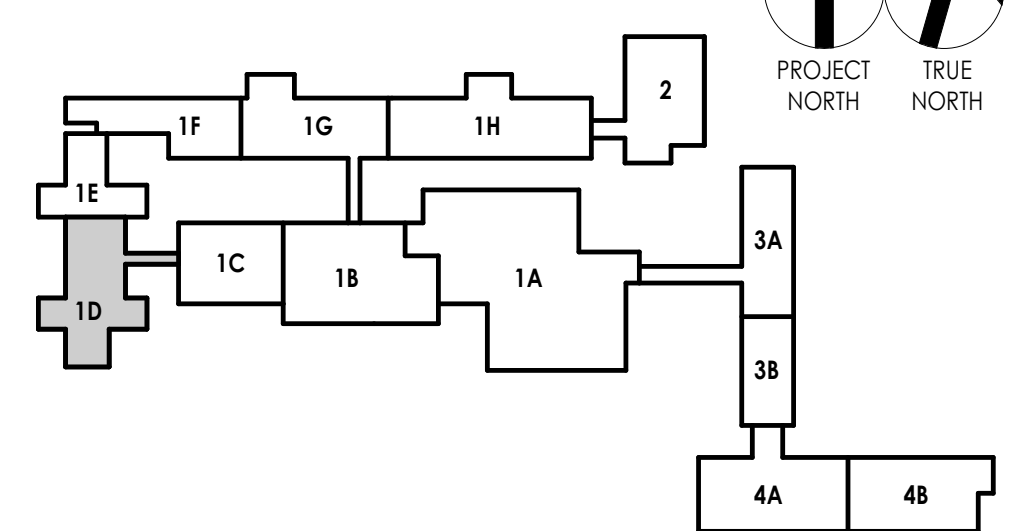 PROJECT
NORTH
TRUE
NORTH
2
1F
1G
1H
1E
3A
1C
1B
1A
1D
3B
4A
4B